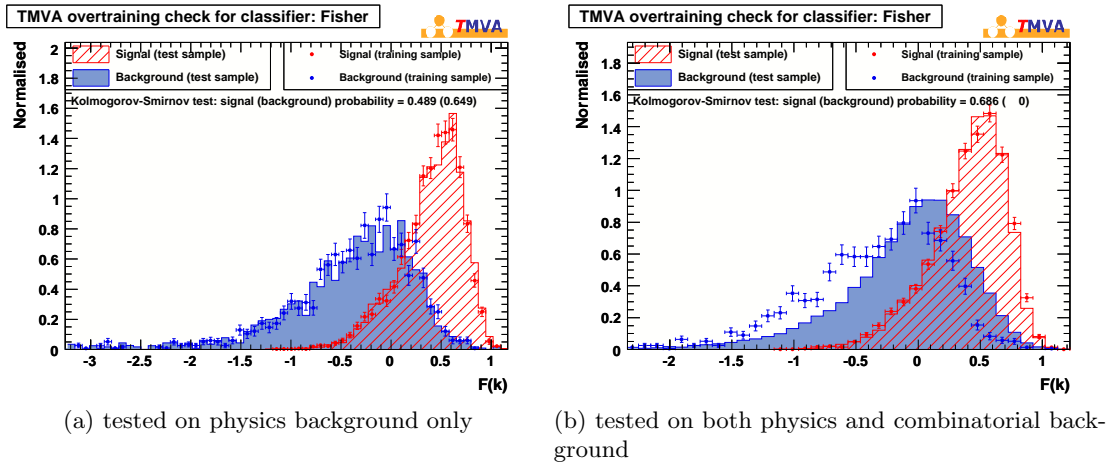 TMVA overtraining check for classifier: Fisher
TMVA
Signal (test sample)
Background (test sample)
Signal (training sample)
Background (training sample)
Kolmogorov-Smirnov test: signal (background) probability = 0.489 (0.649)
Normalised
2
1.8
1.6
1.4
1.2
1
0.8
0.6
0.4
0.2
0
-3 -2.5 -2 -1.5 -1 -0.5 0 0.5 1
F(k)
(a) tested on physics background only
TMVA overtraining check for classifier: Fisher
TMVA
Signal (test sample)
Background (test sample)
Signal (training sample)
Background (training sample)
Kolmogorov-Smirnov test: signal (background) probability = 0.686 ( 0)
Normalised
1.8
1.6
1.4
1.2
1
0.8
0.6
0.4
0.2
0
-2 -1.5 -1 -0.5 0 0.5 1
F(k)
(b) tested on both physics and combinatorial back-
ground